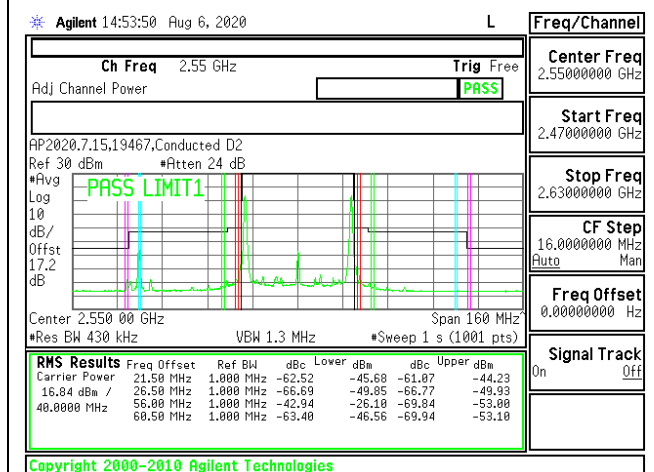 Agilent 14:53:50 Aug 6, 2020 L
Freq/Channel
Ch Freq 2.55 GHz Trig Free
Adj Channel Power PASS
Center Freq
2.55000000 GHz
Start Freq
2.47000000 GHz
Stop Freq
2.63000000 GHz
CF Step
16.0000000 MHz
Auto Man
Freq Offset
0.00000000 Hz
Signal Track
On Off
AP2020.7.15,19467,Conducted D2
Ref 30 dBm #Atten 24 dB
#Avg
Log
10
dB/
Offst
17.2
dB
PASS LIMIT1
Center 2.550 00 GHz Span 160 MHz^
#Res BW 430 kHz VBW 1.3 MHz #Sweep 1 s (1001 pts)
RMS Results Freq Offset Ref BW dBc Lower dBm dBc Upper dBm
Carrier Power 21.50 MHz 1.000 MHz -62.52 -45.68 -61.07 -44.23
16.84 dBm / 26.50 MHz 1.000 MHz -66.69 -49.85 -66.77 -49.93
40.0000 MHz 56.00 MHz 1.000 MHz -42.94 -26.10 -69.84 -53.00
60.50 MHz 1.000 MHz -63.40 -46.56 -69.94 -53.10
Copyright 2000-2010 Agilent Technologies